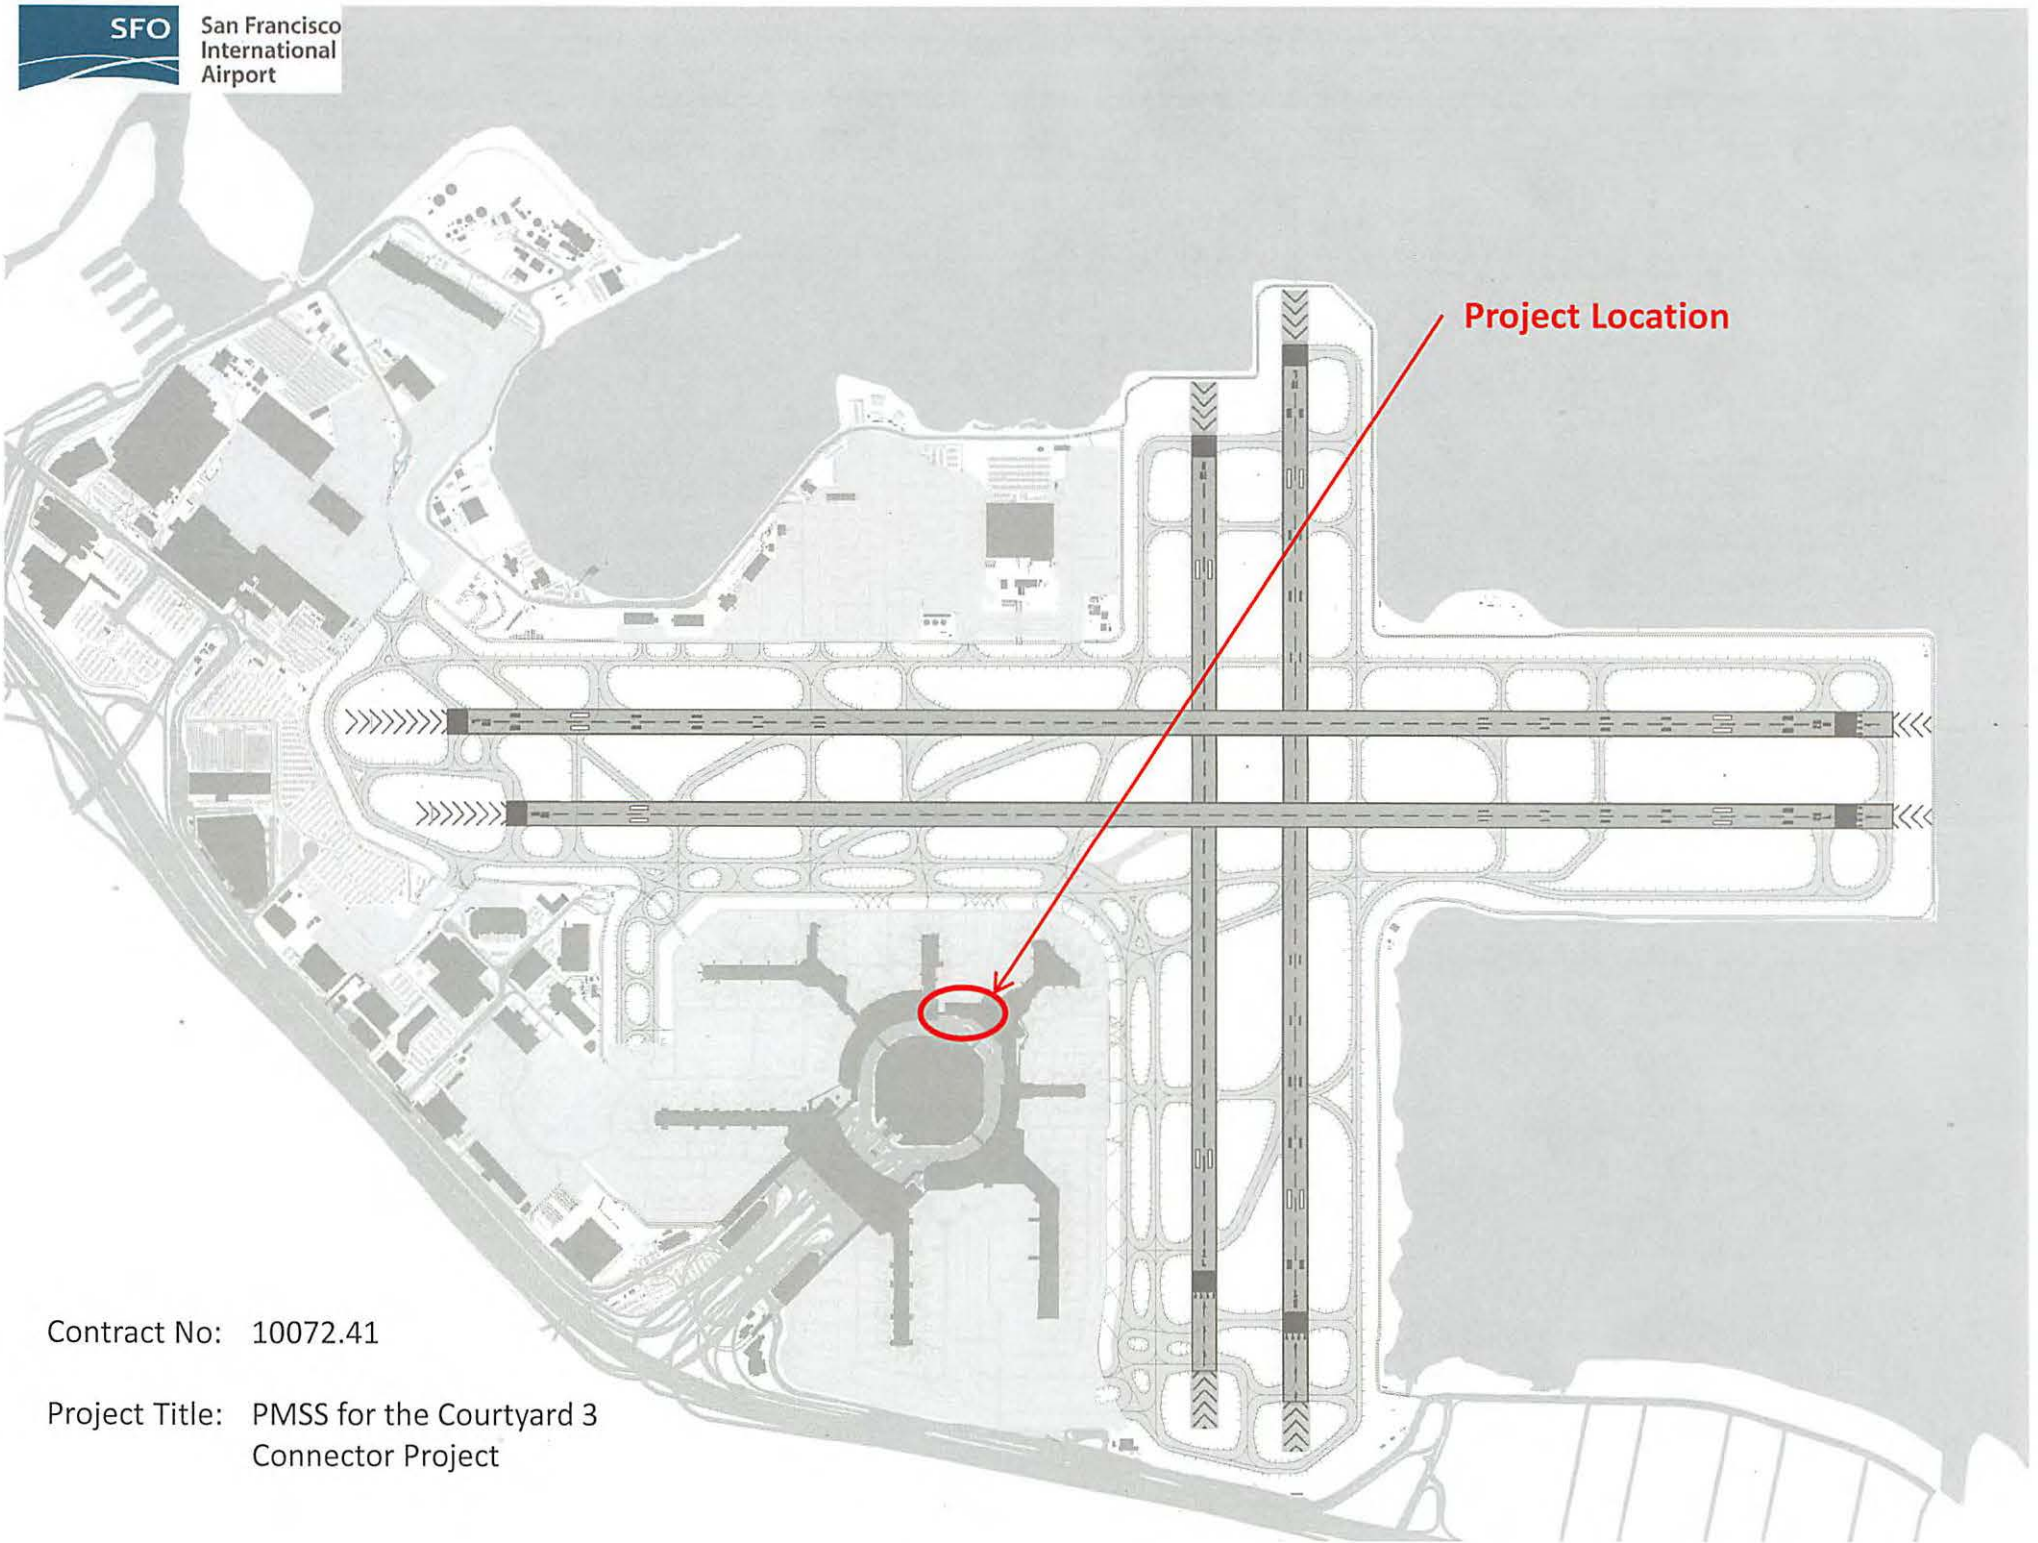 SFO
San Francisco
International
Airport
Project Location
Contract No: 10072.41
Project Title: PMSS for the Courtyard 3
Connector Project